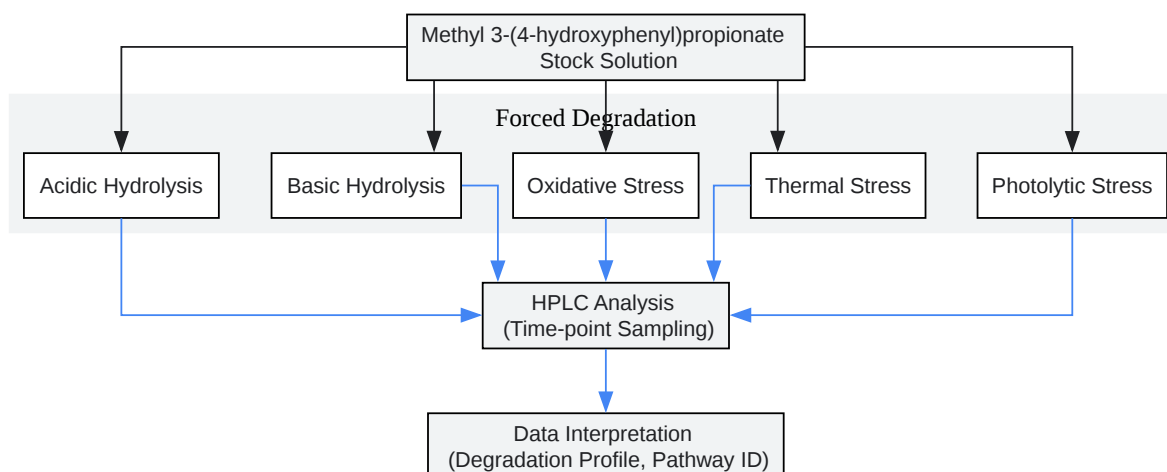 Methyl 3-(4-hydroxyphenyl)propionate
Stock Solution
Forced Degradation
Acidic Hydrolysis
Basic Hydrolysis
Oxidative Stress
Thermal Stress
Photolytic Stress
HPLC Analysis
(Time-point Sampling)
Data Interpretation
(Degradation Profile, Pathway ID)